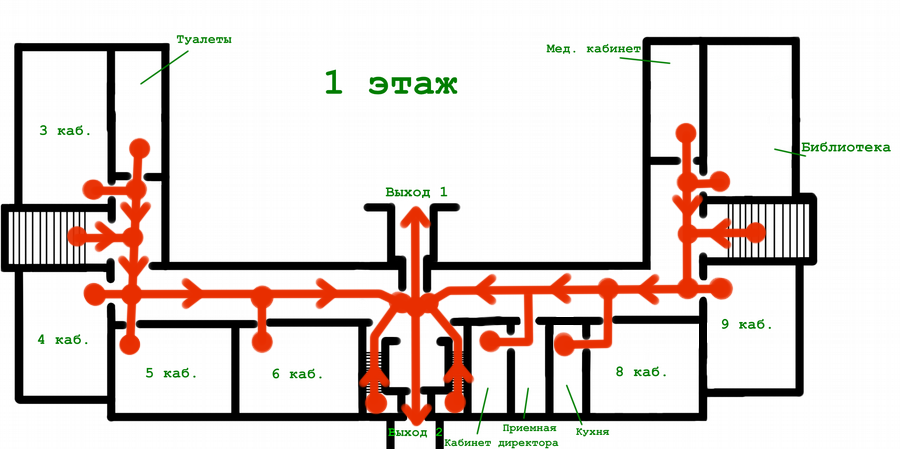 Туалеты
Мед. кабинет
1 этаж
3 каб.
Библиотека
Выход 1
9 каб.
4 каб.
5 каб.
6 каб.
8 каб.
Выход 2
Приемная
Кухня
Кабинет директора